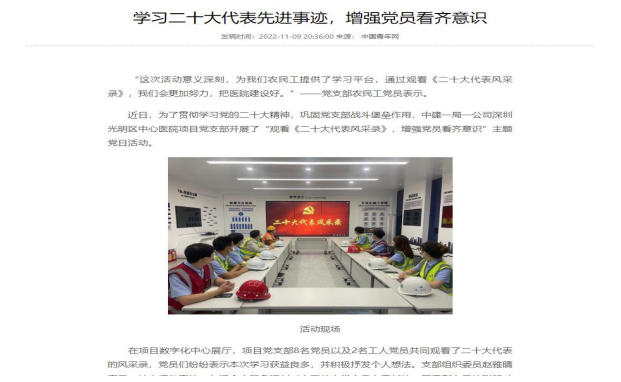 学习二十大代表先进事迹，增强党员看齐意识
发稿时间：2022-11-09 20:36:00 来源： 中国青年网
“这次活动意义深刻，为我们农民工提供了学习平台，通过观看《二十大代表风采
录》，我们会更加努力，把医院建设好。”——党支部农民工党员表示。
近日，为了贯彻学习党的二十大精神，巩固党支部战斗堡垒作用，中建一局一公司深圳
光明区中心医院项目党支部开展了“观看《二十大代表风采录》，增强党员看齐意识”主题
党日活动。
二十大代表风采录
活动现场
在项目数字化中心展厅，项目党支部8名党员以及2名工人党员共同观看了二十大代表
的风采录，党员们纷纷表示本次学习获益良多，并积极抒发个人想法。支部组织委员赵雅晴